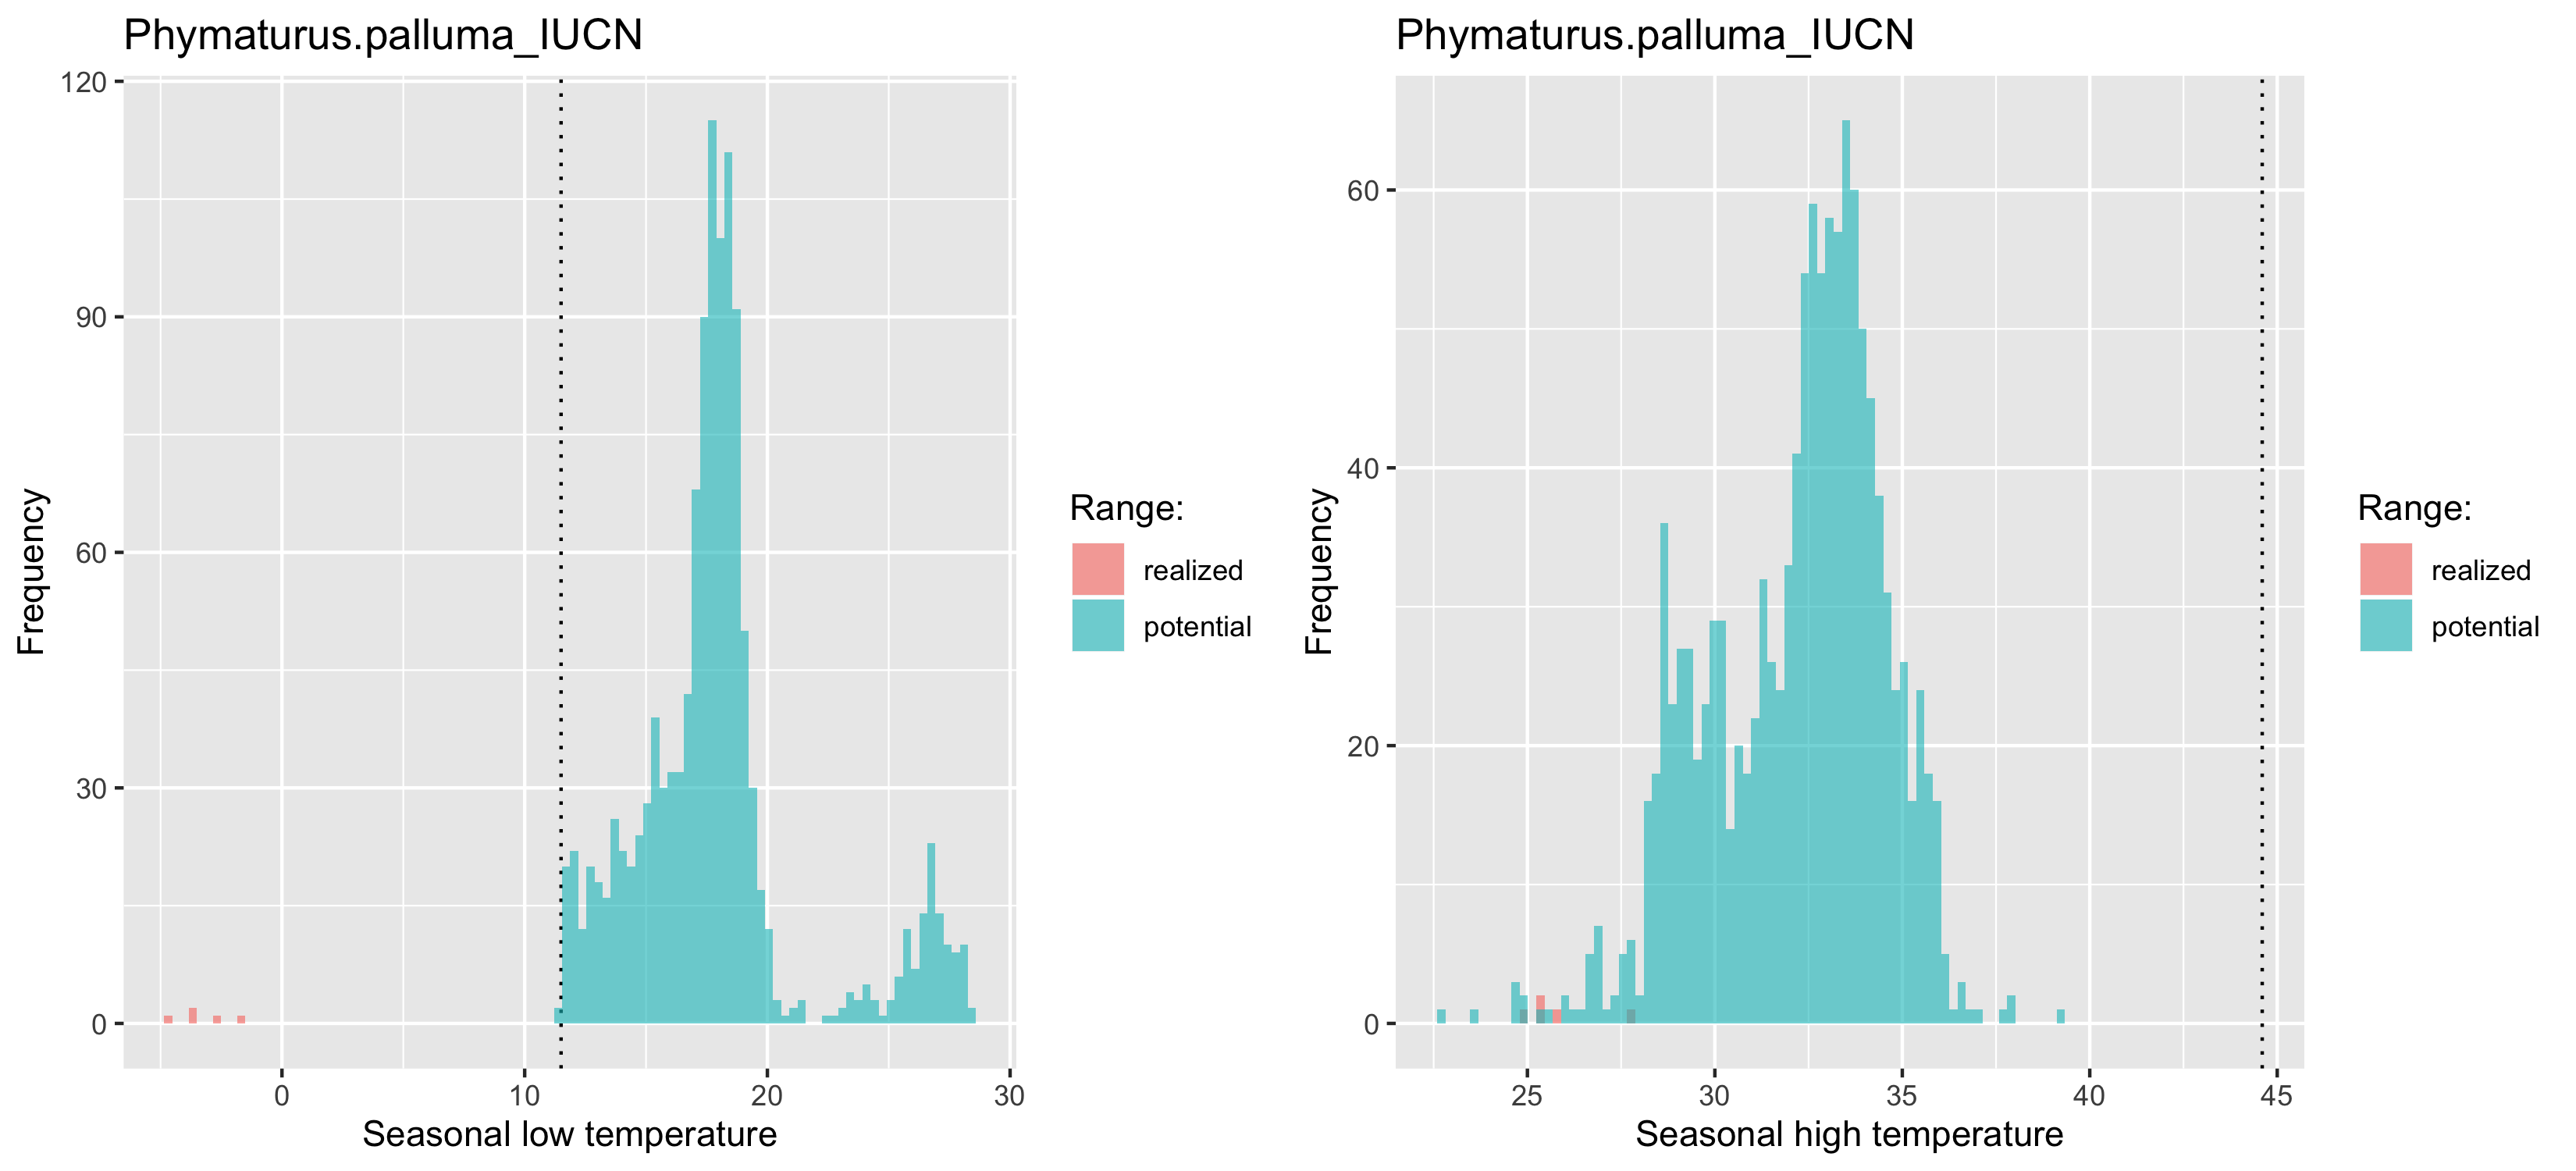 Phymaturus.palluma_IUCN
120
90
60
30
0
Frequency
0
10
20
30
Seasonal low temperature
Range:
realized
potential
Phymaturus.palluma_IUCN
60
40
20
0
Frequency
25
30
35
40
45
Seasonal high temperature
Range:
realized
potential